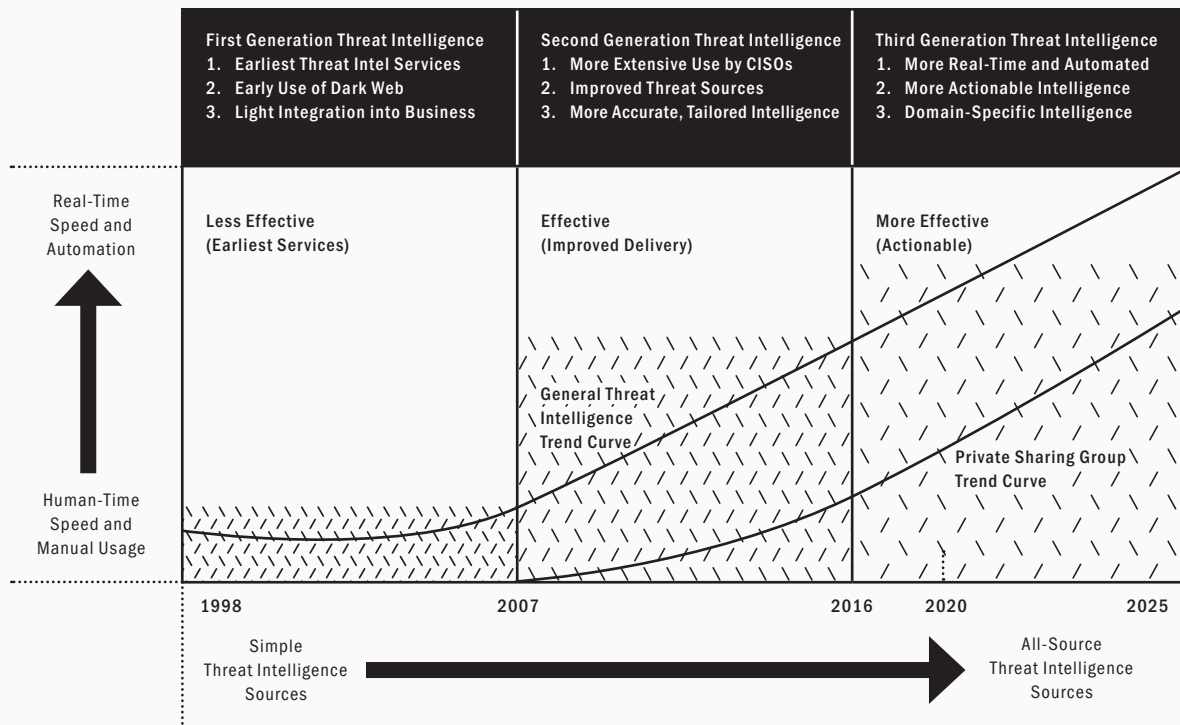 First Generation Threat Intelligence
1. Earliest Threat Intel Services
2. Early Use of Dark Web
3. Light Integration into Business
Second Generation Threat Intelligence
1. More Extensive Use by CISOs
2. Improved Threat Sources
3. More Accurate, Tailored Intelligence
Third Generation Threat Intelligence
1. More Real-Time and Automated
2. More Actionable Intelligence
3. Domain-Specific Intelligence
Real-Time
Speed and
Automation
Human-Time
Speed and
Manual Usage
Less Effective
(Earliest Services)
Effective
(Improved Delivery)
More Effective
(Actionable)
General Threat
Intelligence
Trend Curve
Private Sharing Group
Trend Curve
1998
2007
2016
2020
2025
Simple
Threat Intelligence
Sources
All-Source
Threat Intelligence
Sources